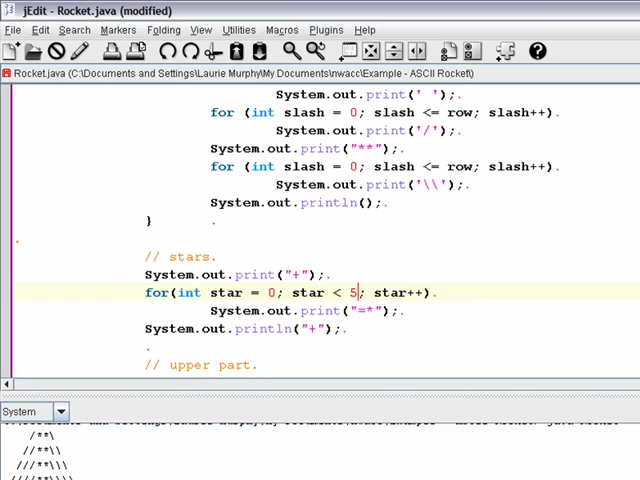 jEdit - Rocket.java (modified)
File Edit Search Markers Folding View Utilities Macros Plugins Help
Rocket.java (C:\Documents and Settings\Laurie Murphy\My Documents\nwacc\Example - ASCII Rocket\)
System.out.print(' ');.
for (int slash = 0; slash <= row; slash++).
System.out.print('/');.
System.out.print("**");.
for (int slash = 0; slash <= row; slash++).
System.out.print('\\');.
System.out.println();.
} .
.
// stars.
System.out.print("+");.
for(int star = 0; star < 5; star++).
System.out.print("=*");.
System.out.println("+");.
.
// upper part.
System
/**\
//**\\
///**\\\
////**\\\\